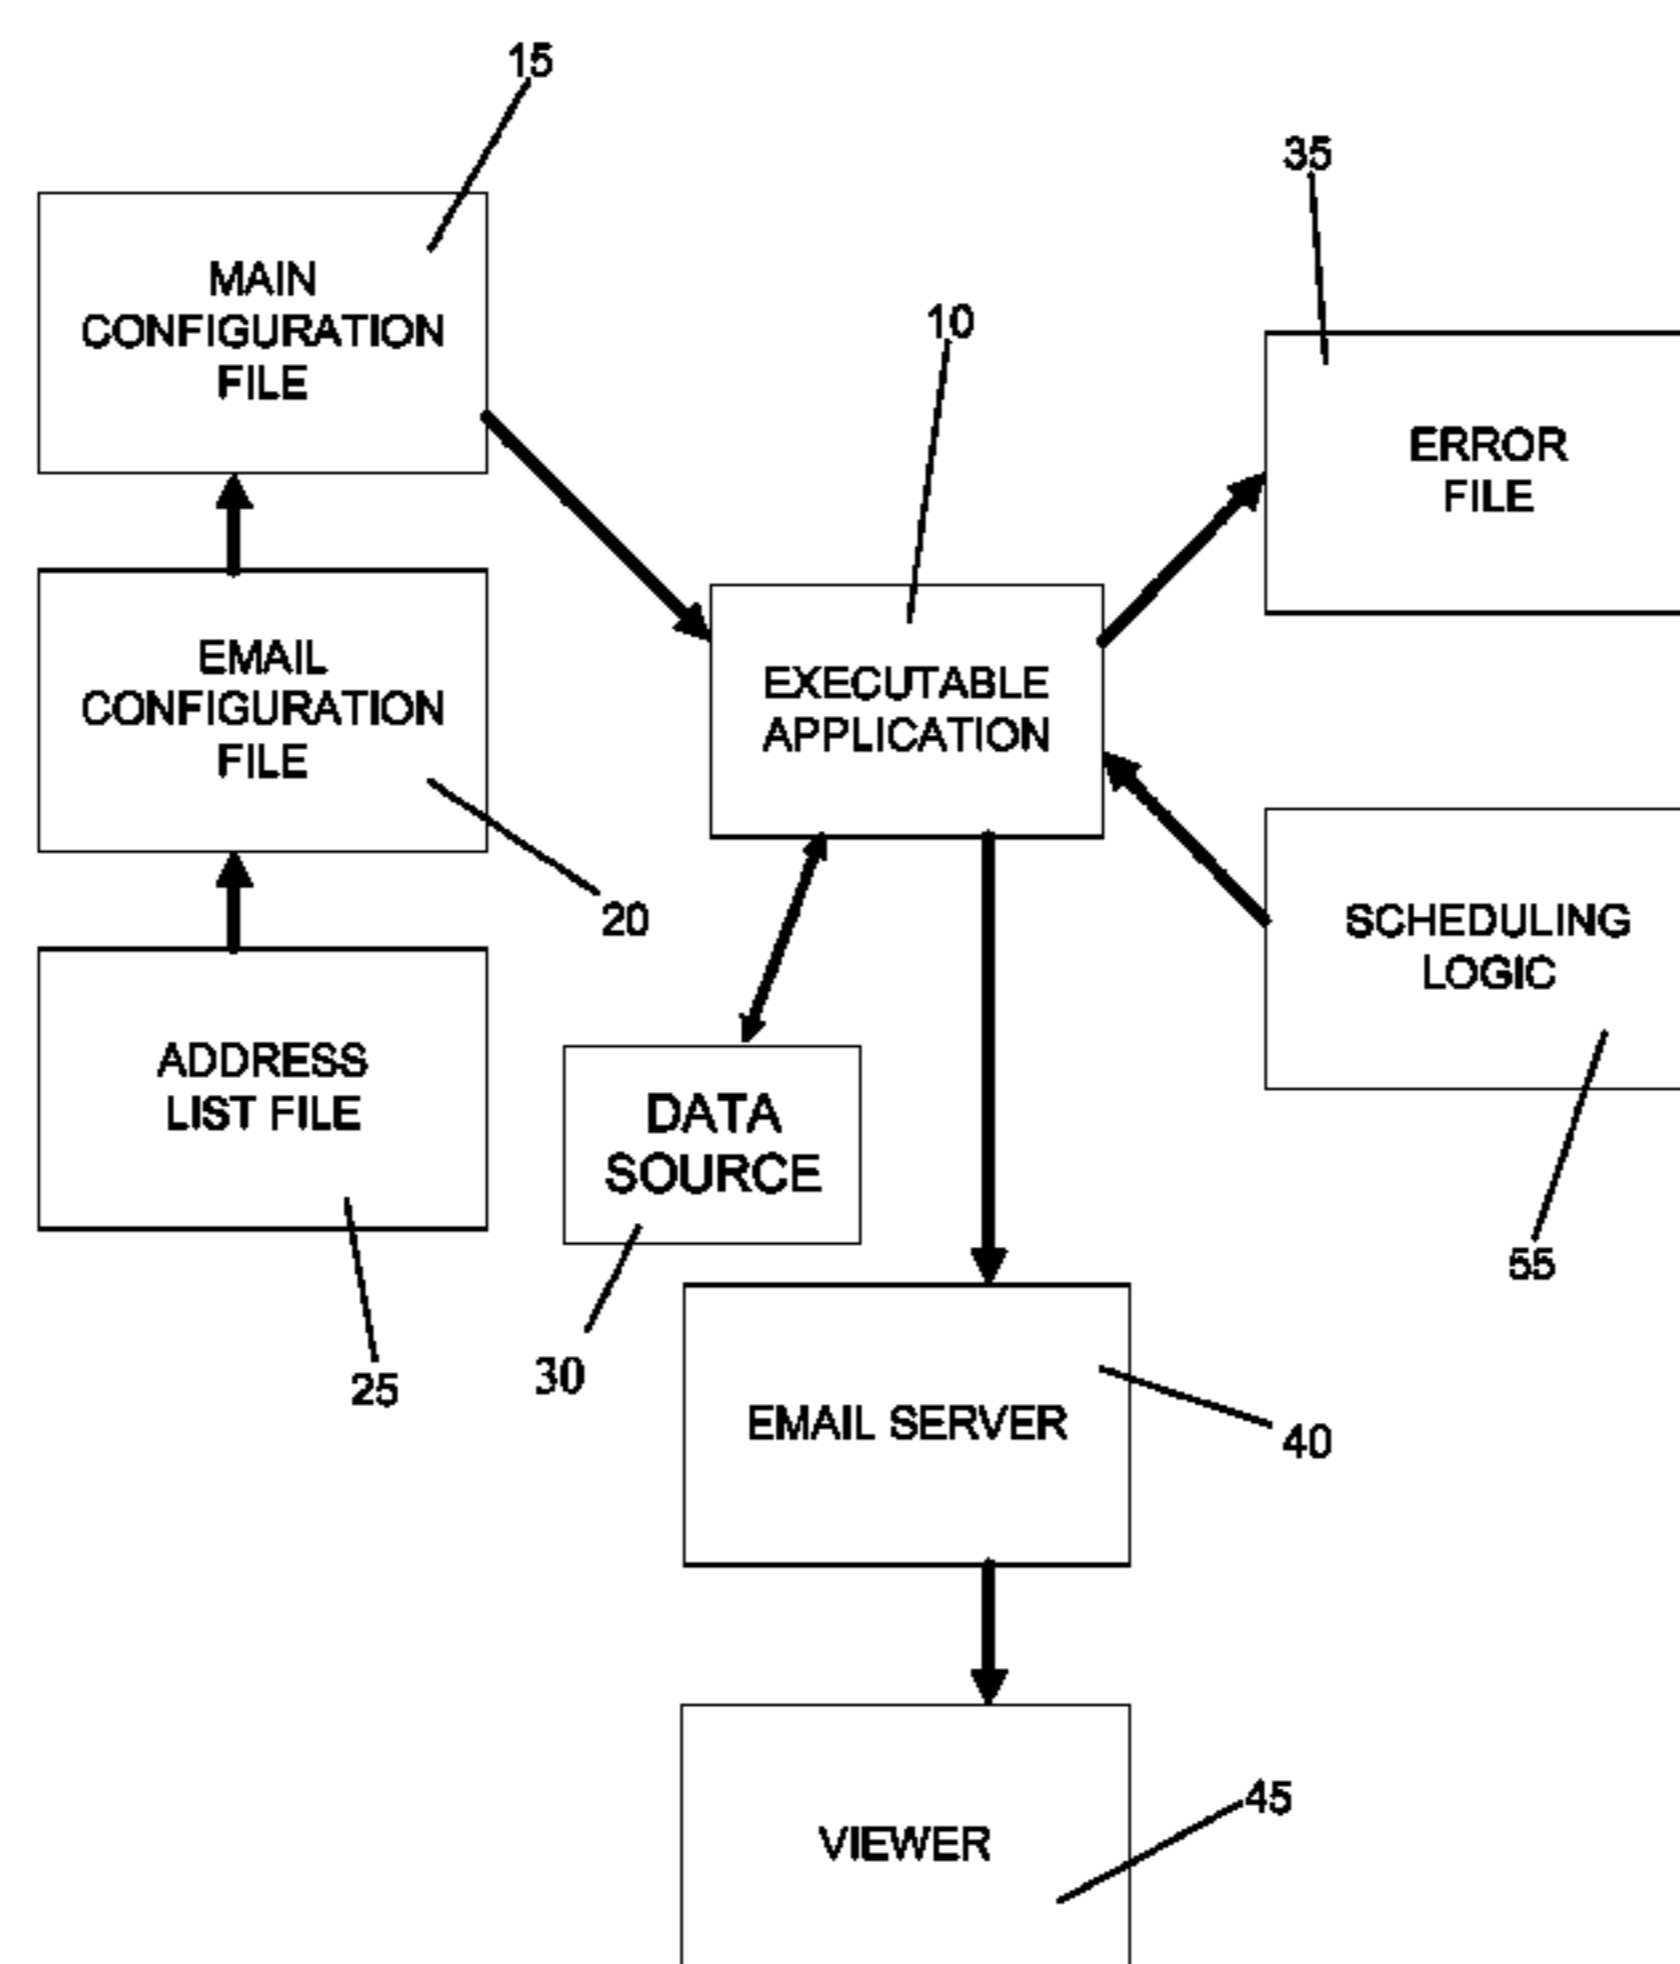 15
35
MAIN
CONFIGURATION
FILE
10
ERROR
FILE
EMAIL
CONFIGURATION
FILE
EXECUTABLE
APPLICATION
20
SCHEDULING
LOGIC
ADDRESS
LIST FILE
DATA
SOURCE
55
25
30
EMAIL SERVER
40
45
VIEWER